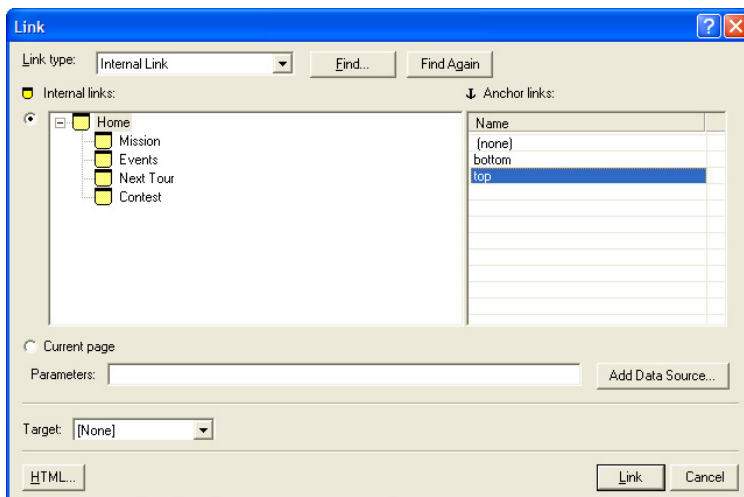 Link
Link type: Internal Link Find... Find Again
Internal links: Anchor links:
Home Name
Mission (none)
Events bottom
Next Tour top
Contest
Current page
Parameters: Add Data Source...
Target: [None]
HTML... Link Cancel